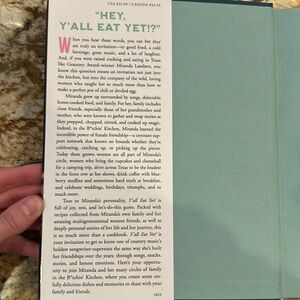 USA $35.00 / CANADA $43.50
"HEY,
Y'ALL EAT YET!?"
When you hear these words, you can bet they
are truly an invitation—to good food, a cold
beverage, great music, and a lot of laughter.
And, if you were raised cooking and eating in Texas
like Grammy Award-winner Miranda Lambert, you
know this question means an invitation not just into
the kitchen, but into the company of the wild, loving
women who taught her so much more than how to
make a perfect pot of chili or deviled egg.
Miranda grew up surrounded by simple, delectable
home-cooked food, and family. For her, family includes
close friends, especially those of her mother and
mother, who were known to gather and swap stories as
they prepped, chopped, stirred, and cooked up magic.
Indeed, in the B*tchin' Kitchen, Miranda learned the
incredible power of female friendship—a constant sup-
port network that knows no bounds whether they're
celebrating, catching up, or picking up the pieces.
Today these grown women are all part of Miranda's
circle, women who bring the cupcakes and cheeseball
for a camping trip, drive across Texas to be the loudest
in the front row at her shows, drink coffee with blue-
berry muffins and sometimes hard truth at breakfast,
and celebrate weddings, birthdays, triumphs, and so
much more.
True to Miranda's personality, Y'all Eat Yet? is
full of joy, zest, and let's-do-this gusto. Packed with
recipes collected from Miranda's own family and her
amazing multigenerational women friends, as well as
deeply personal stories of her life and her journey, this
is so much more than a cookbook. Y'all Eat Yet? is
your invitation to get to know one of country music's
boldest songwriter-superstars the same way she's built
her friendships over the years: through songs, snacks,
stories, and honest emotions. Here's your opportu-
nity to join Miranda and her many circles of family
in the B*tchin' Kitchen, where you create some sin-
fully delicious dishes and memories to share with your
family and friends.
0423